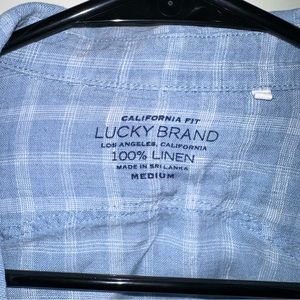 CALIFORNIA FIT
LUCKY BRAND
LOS ANGELES, CALIFORNIA
100% LINEN
MADE IN SRI LANKA
MEDIUM